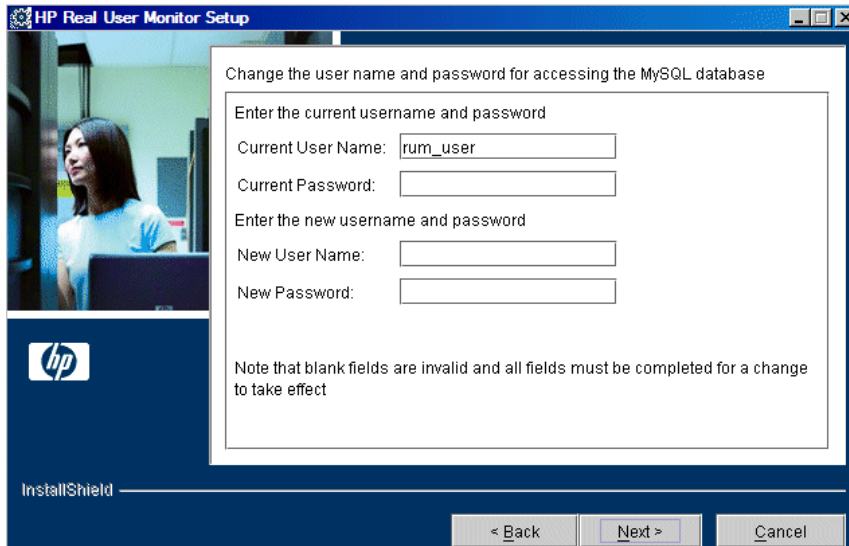 HP Real User Monitor Setup
Change the user name and password for accessing the MySQL database
Enter the current username and password
Current User Name: rum_user
Current Password:
Enter the new username and password
New User Name:
New Password:
Note that blank fields are invalid and all fields must be completed for a change
to take effect
hp
InstallShield
< Back Next > Cancel